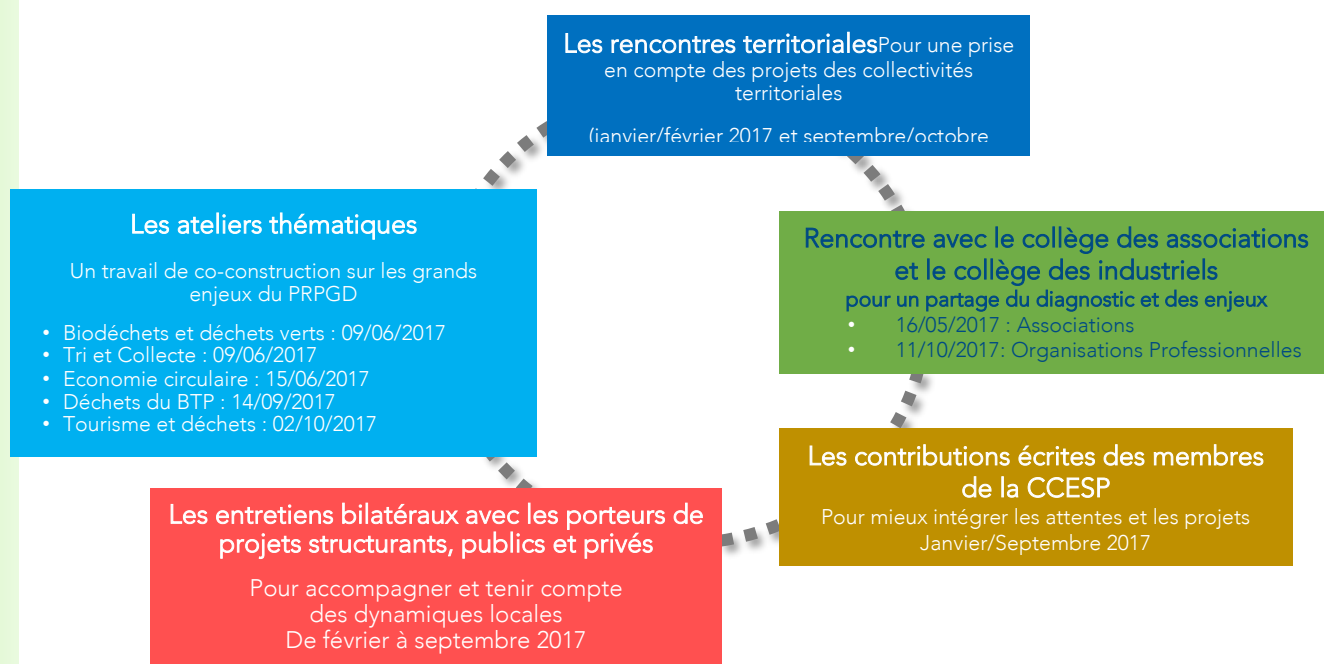 Les rencontres territorialesPour une prise
en compte des projets des collectivités
territoriales
(janvier/février 2017 et septembre/octobre
Les ateliers thématiques
Un travail de co-construction sur les grands
enjeux du PRPGD
• Biodéchets et déchets verts : 09/06/2017
• Tri et Collecte : 09/06/2017
• Economie circulaire : 15/06/2017
• Déchets du BTP : 14/09/2017
• Tourisme et déchets : 02/10/2017
Rencontre avec le collège des associations
et le collège des industriels
pour un partage du diagnostic et des enjeux
• 16/05/2017 : Associations
• 11/10/2017: Organisations Professionnelles
Les contributions écrites des membres
de la CCESP
Pour mieux intégrer les attentes et les projets
Janvier/Septembre 2017
Les entretiens bilatéraux avec les porteurs de
projets structurants, publics et privés
Pour accompagner et tenir compte
des dynamiques locales
De février à septembre 2017